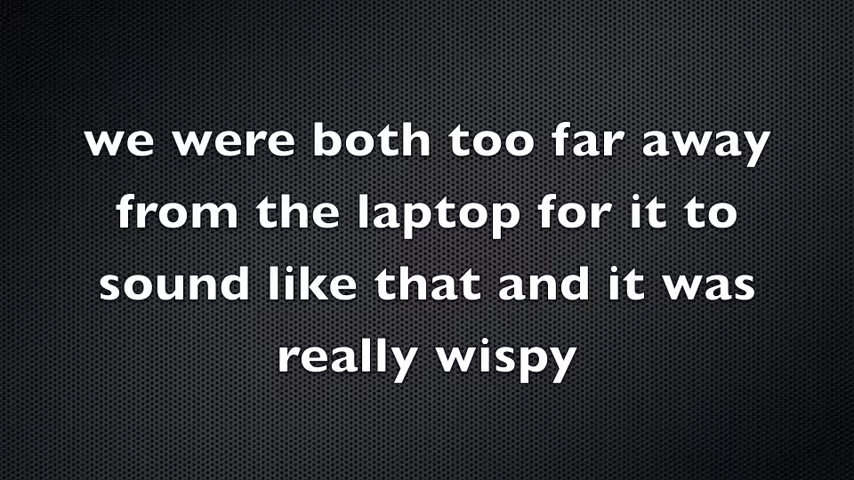 we were both too far away
from the laptop for it to
sound like that and it was
really wispy